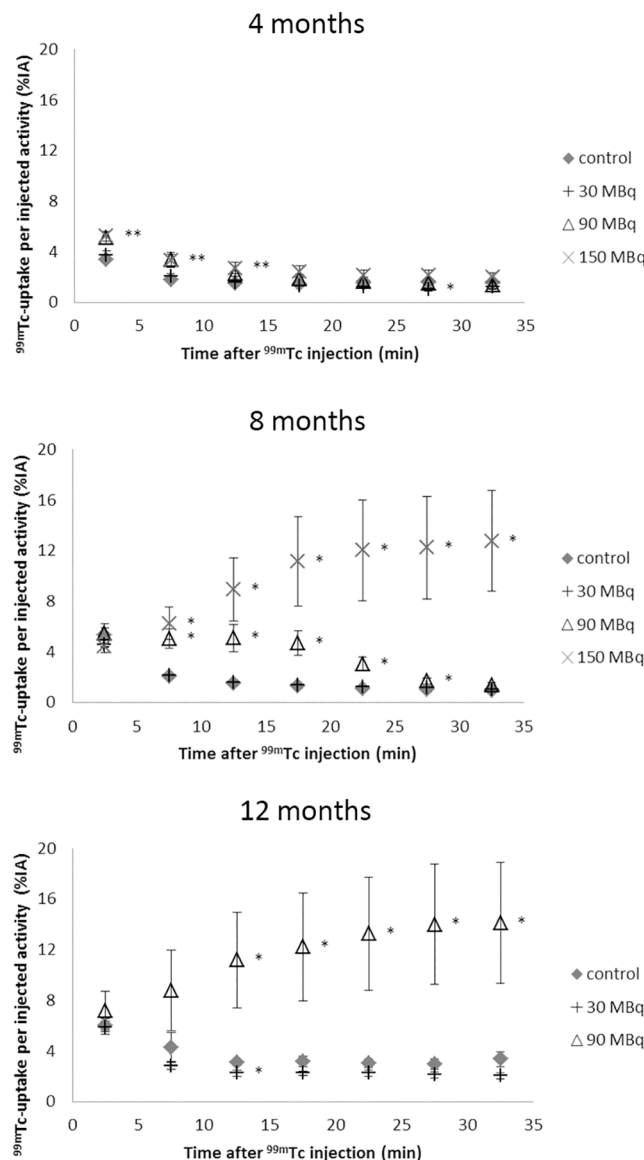 4 months
20
16
12
8
4
0
0 5 10 15 20 25 30 35
⁹⁹ᵐTc-uptake per injected activity (%IA)
Time after ⁹⁹ᵐTc injection (min)
** ** ** *
control
30 MBq
90 MBq
150 MBq
8 months
20
16
12
8
4
0
0 5 10 15 20 25 30 35
⁹⁹ᵐTc-uptake per injected activity (%IA)
Time after ⁹⁹ᵐTc injection (min)
* * * * * *
* * * * *
control
30 MBq
90 MBq
150 MBq
12 months
20
16
12
8
4
0
0 5 10 15 20 25 30 35
⁹⁹ᵐTc-uptake per injected activity (%IA)
Time after ⁹⁹ᵐTc injection (min)
* * * * *
*
control
30 MBq
90 MBq